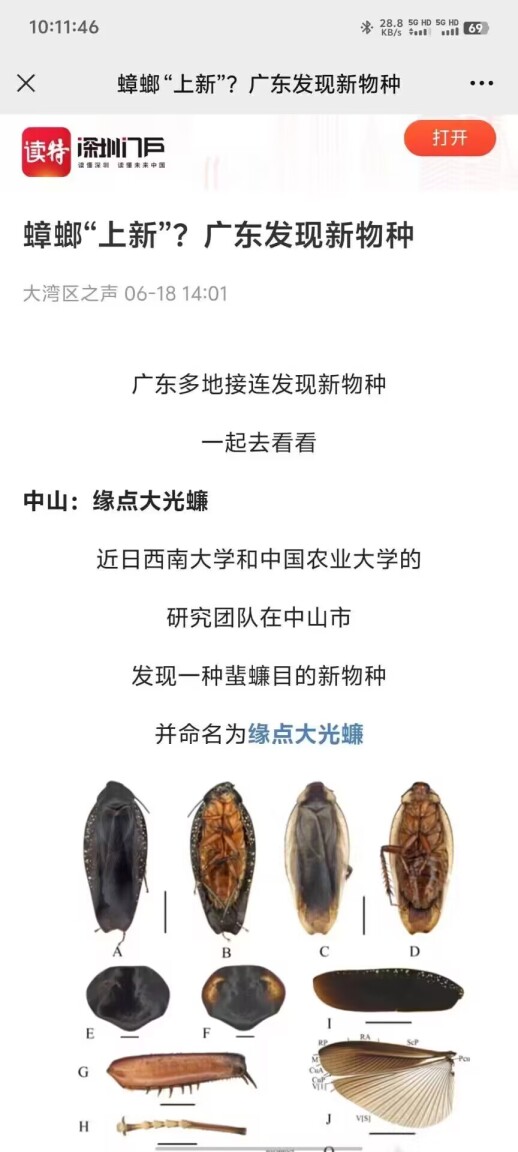 10:11:46
28.8 KB/s 5G HD 5G HD 69
蟑螂“上新”？广东发现新物种
读特 深圳门户 打开
读懂深圳 读懂未来中国
蟑螂“上新”？广东发现新物种
大湾区之声 06-18 14:01
广东多地接连发现新物种
一起去看看
中山：缘点大光蠊
近日西南大学和中国农业大学的
研究团队在中山市
发现一种蜚蠊目的新物种
并命名为缘点大光蠊
A B C D
E F I
G
RP RA ScP
M
CuA
CuP
V[1]
Pcu
H
J V[S]